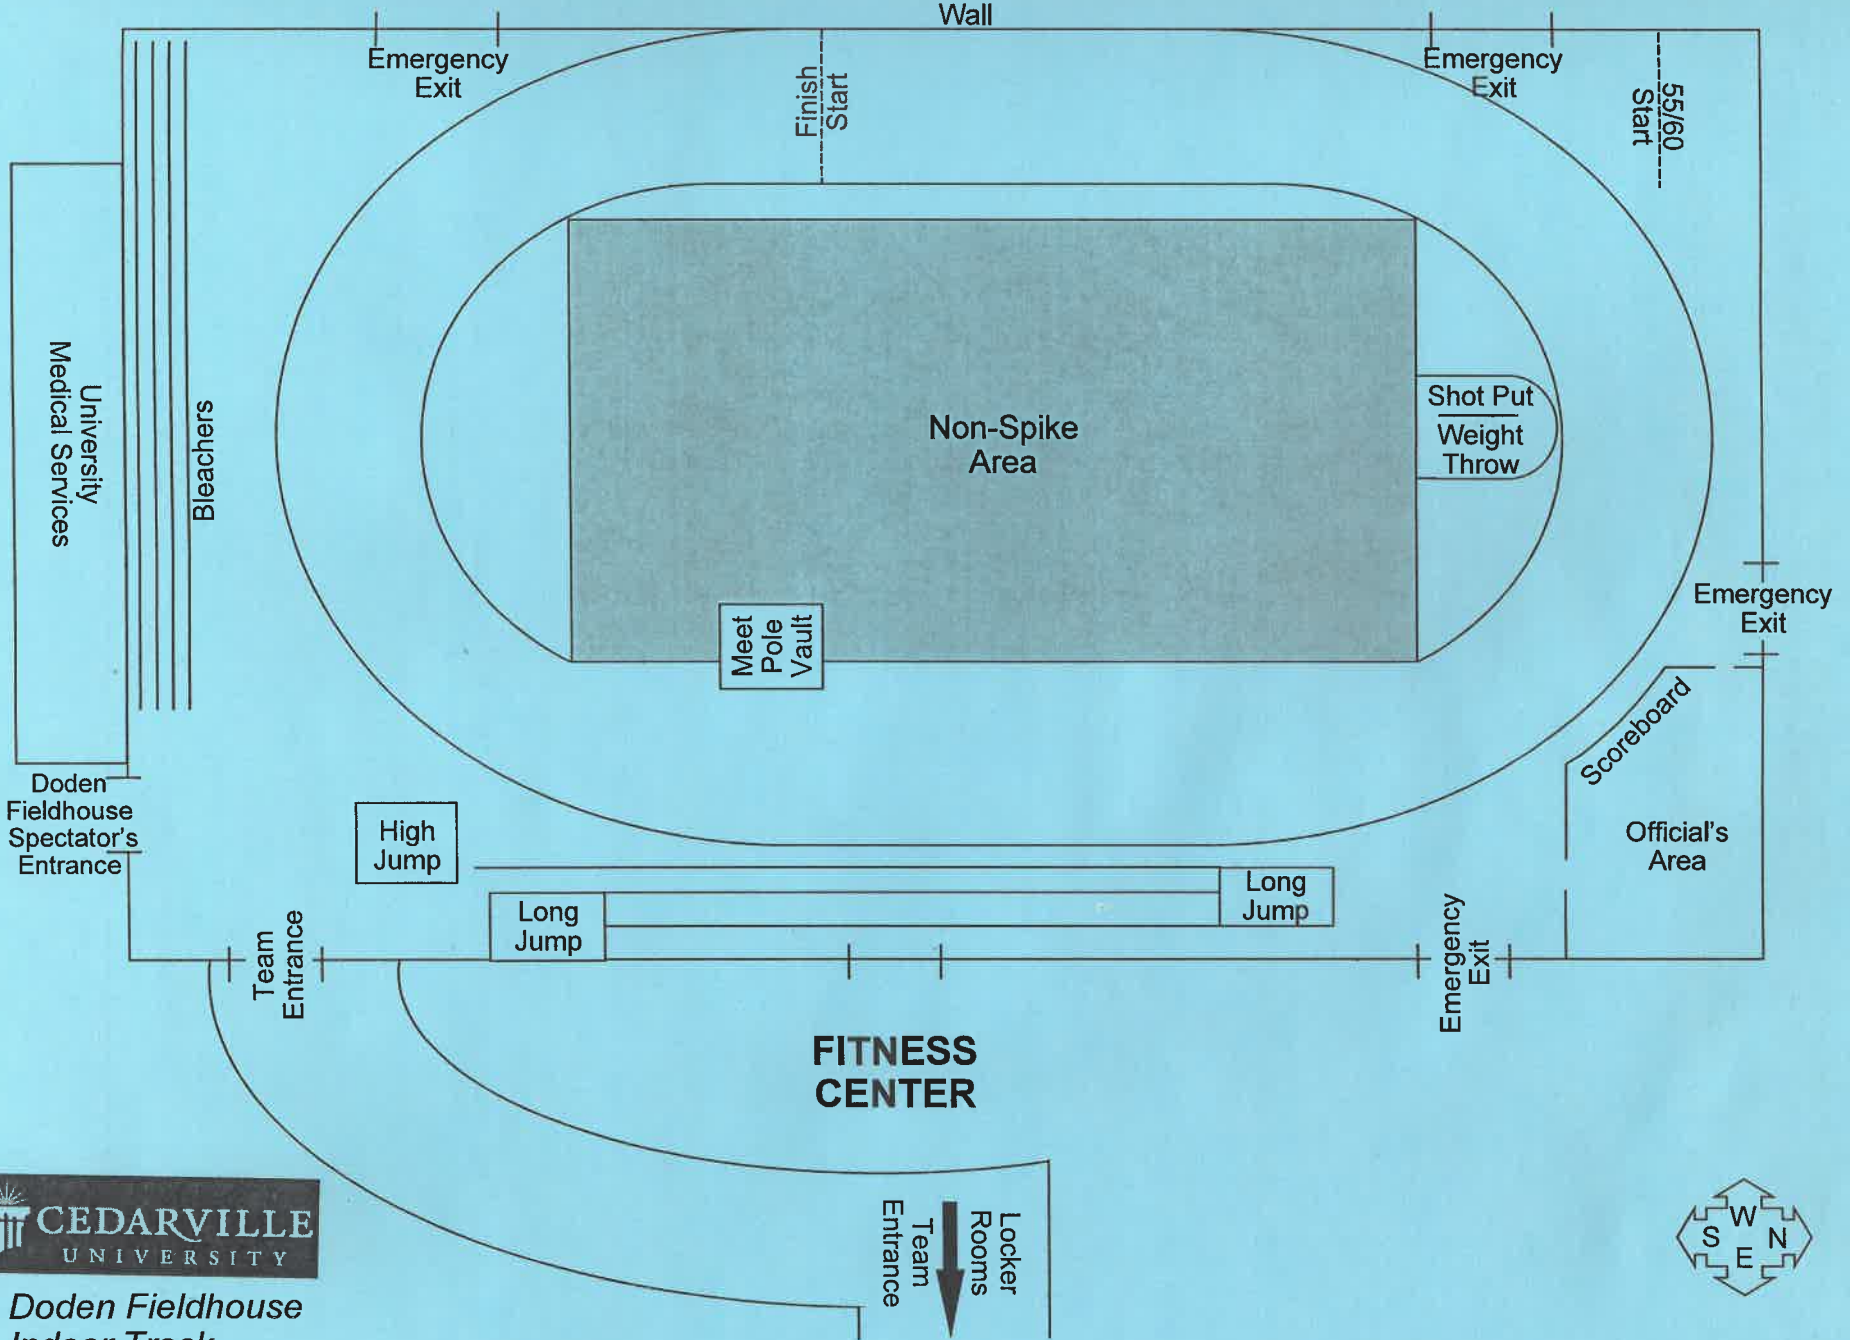 Wall
Emergency
Exit
Finish
Start
Emergency
Exit
55/60
Start
University
Medical Services
Bleachers
Non-Spike
Area
Shot Put
Weight
Throw
Meet
Pole
Vault
Emergency
Exit
Scoreboard
Official's
Area
Doden
Fieldhouse
Spectator's
Entrance
High
Jump
Long
Jump
Long
Jump
Team
Entrance
Emergency
Exit
FITNESS
CENTER
Locker
Rooms
Team
Entrance
CEDARVILLE
UNIVERSITY
Doden Fieldhouse
Indoor Track
W
S N
E